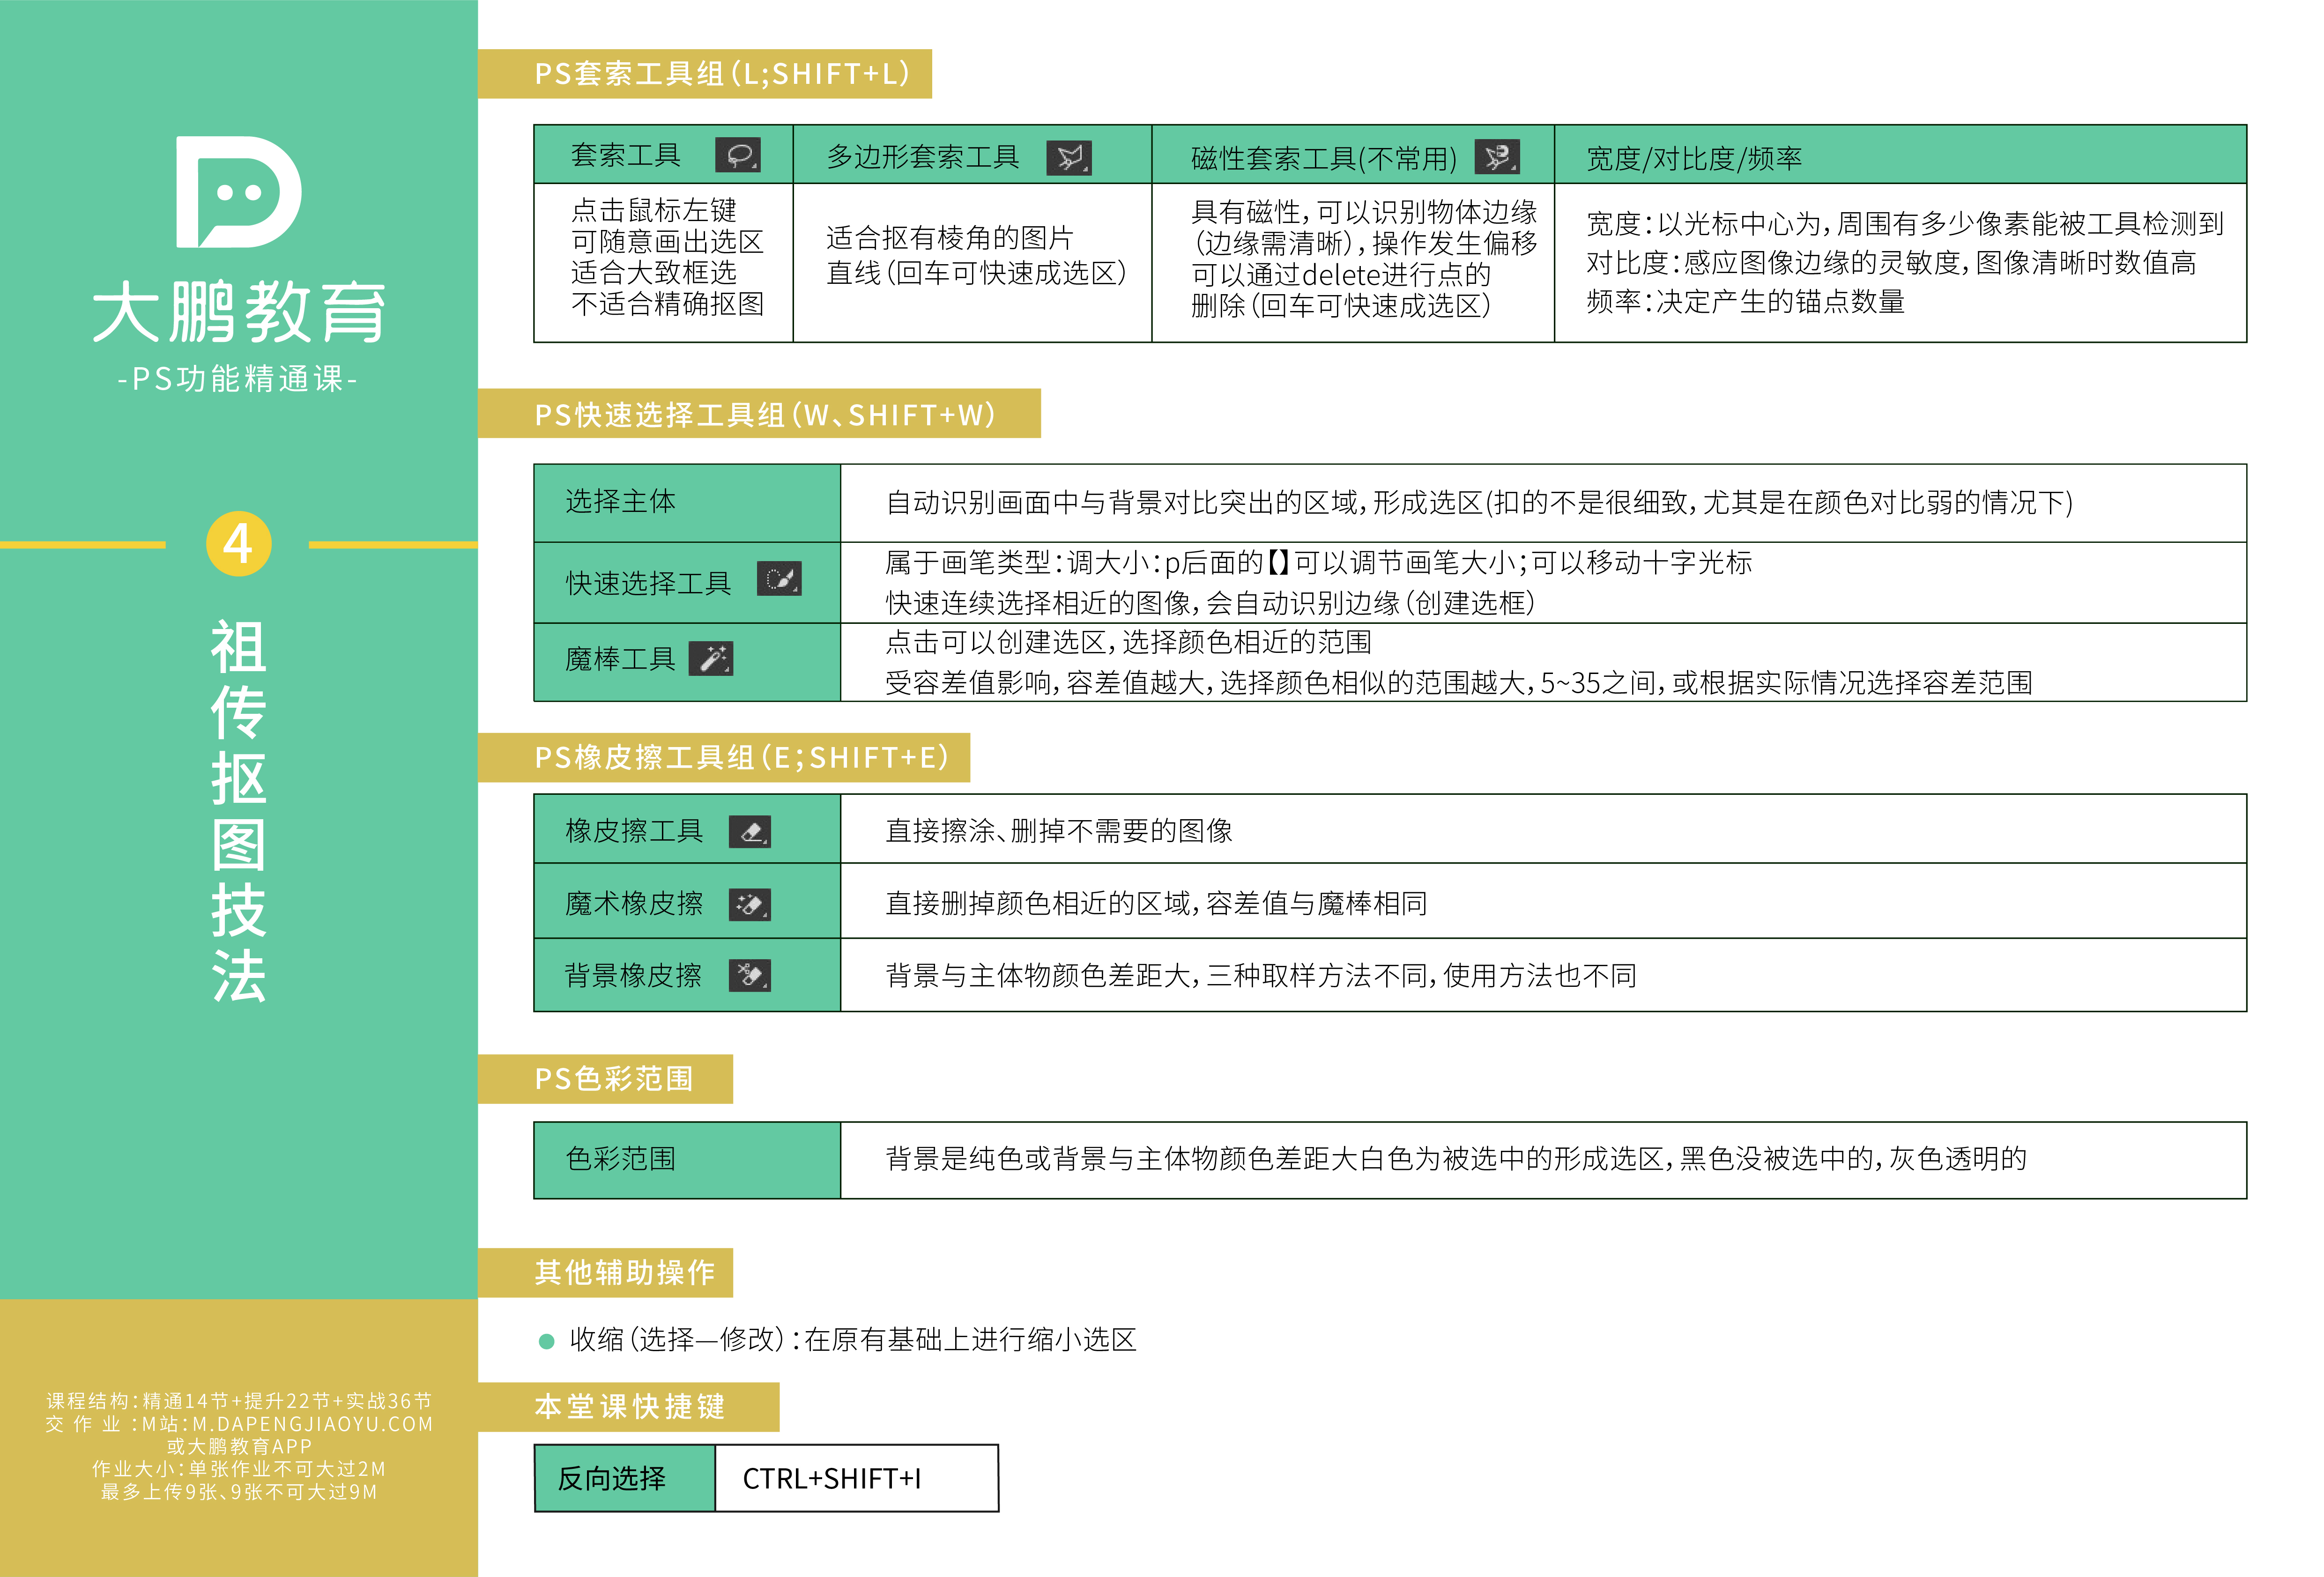 大鹏教育
-PS功能精通课-
4
祖传抠图技法
课程结构：精通14节+提升22节+实战36节
交 作 业 ：M站：M.DAPENGJIAOYU.COM
或大鹏教育APP
作业大小：单张作业不可大过2M
最多上传9张、9张不可大过9M
PS套索工具组（L;SHIFT+L）
套索工具
多边形套索工具
磁性套索工具(不常用)
宽度/对比度/频率
点击鼠标左键
可随意画出选区
适合大致框选
不适合精确抠图
适合抠有棱角的图片
直线（回车可快速成选区）
具有磁性，可以识别物体边缘
（边缘需清晰），操作发生偏移
可以通过delete进行点的
删除（回车可快速成选区）
宽度：以光标中心为，周围有多少像素能被工具检测到
对比度：感应图像边缘的灵敏度，图像清晰时数值高
频率：决定产生的锚点数量
PS快速选择工具组（W、SHIFT+W）
选择主体
自动识别画面中与背景对比突出的区域，形成选区(扣的不是很细致，尤其是在颜色对比弱的情况下)
快速选择工具
属于画笔类型：调大小：p后面的【】可以调节画笔大小；可以移动十字光标
快速连续选择相近的图像，会自动识别边缘（创建选框）
魔棒工具
点击可以创建选区，选择颜色相近的范围
受容差值影响，容差值越大，选择颜色相似的范围越大，5~35之间，或根据实际情况选择容差范围
PS橡皮擦工具组（E；SHIFT+E）
橡皮擦工具
直接擦涂、删掉不需要的图像
魔术橡皮擦
直接删掉颜色相近的区域，容差值与魔棒相同
背景橡皮擦
背景与主体物颜色差距大，三种取样方法不同，使用方法也不同
PS色彩范围
色彩范围
背景是纯色或背景与主体物颜色差距大白色为被选中的形成选区，黑色没被选中的，灰色透明的
其他辅助操作
收缩（选择—修改）：在原有基础上进行缩小选区
本堂课快捷键
反向选择
CTRL+SHIFT+I